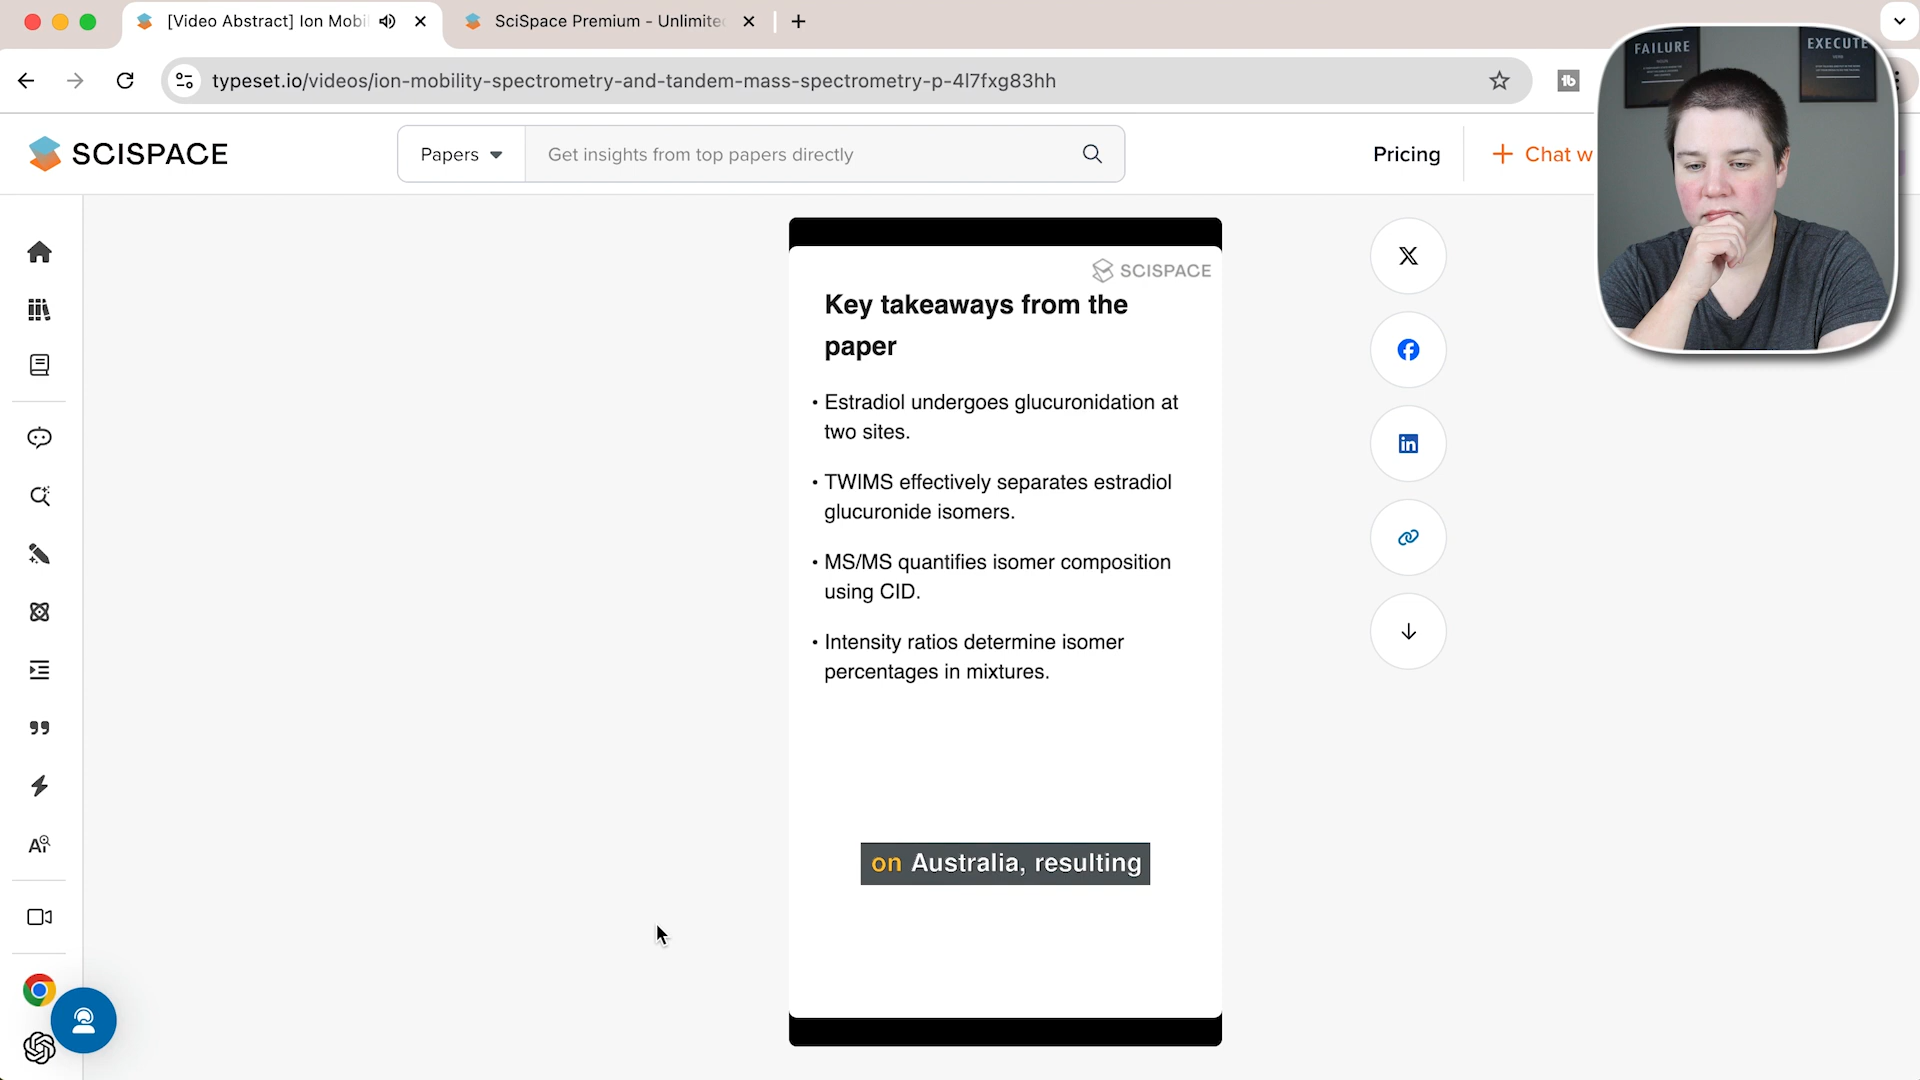 [Video Abstract] Ion Mobi
SciSpace Premium - Unlimite
typeset.io/videos/ion-mobility-spectrometry-and-tandem-mass-spectrometry-p-4l7fxg83hh
SCISPACE
Papers
Get insights from top papers directly
Pricing
+ Chat w
FAILURE
EXECUTE
SCISPACE
Key takeaways from the
paper
• Estradiol undergoes glucuronidation at
two sites.
• TWIMS effectively separates estradiol
glucuronide isomers.
• MS/MS quantifies isomer composition
using CID.
• Intensity ratios determine isomer
percentages in mixtures.
on Australia, resulting